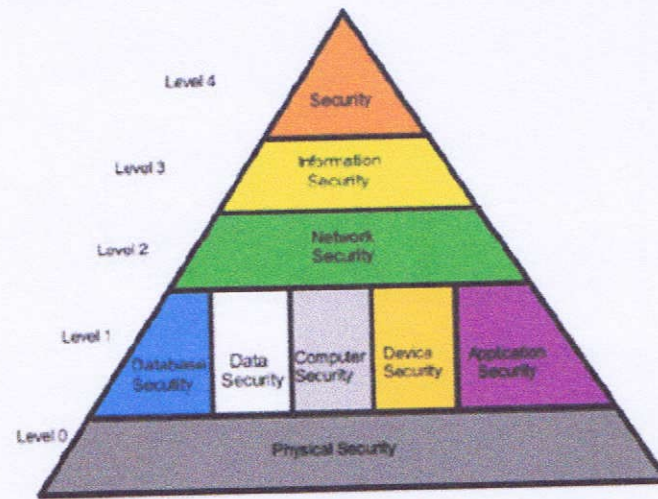 Level 4
Security
Level 3
Information
Security
Level 2
Network
Security
Level 1
Database
Security
Data
Security
Computer
Security
Device
Security
Application
Security
Level 0
Physical Security